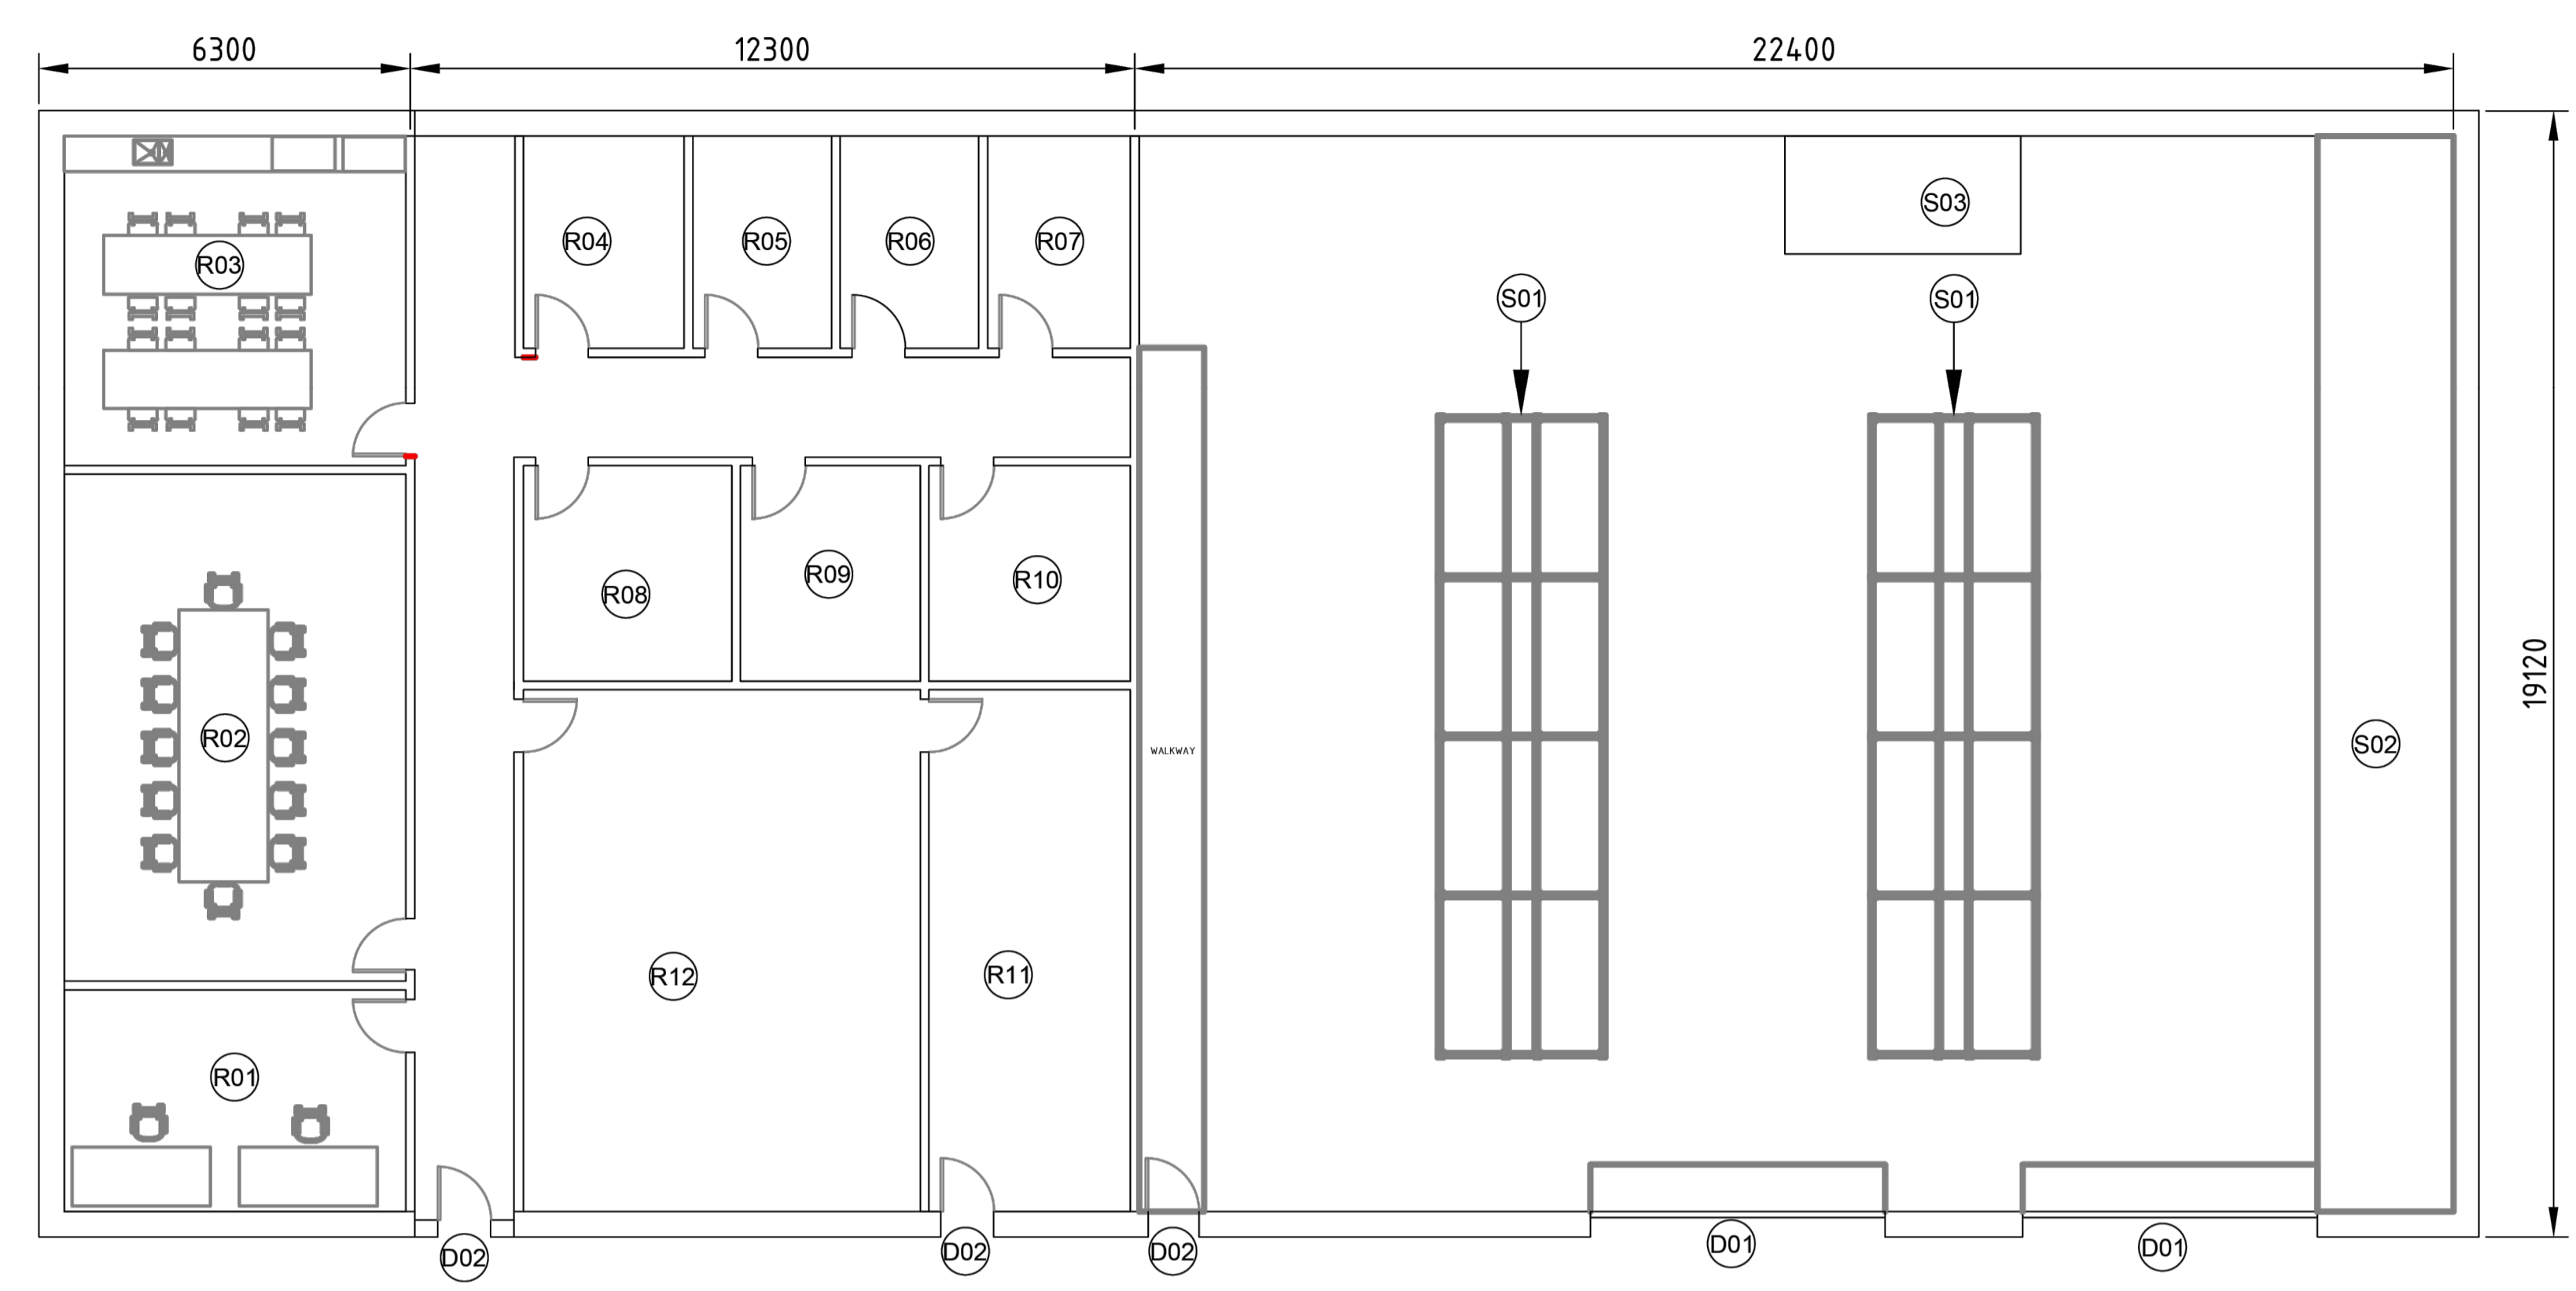 6300 12300 22400
S03
R04 R05 R06 R07
R03
S01 S01
R09 R10
R08
19120
R02 WALKWAY S02
R12 R11
R01
D01 D01
D02 D02 D02